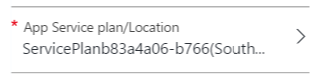 * App Service plan/Location
ServicePlanb83a4a06-b766(South...